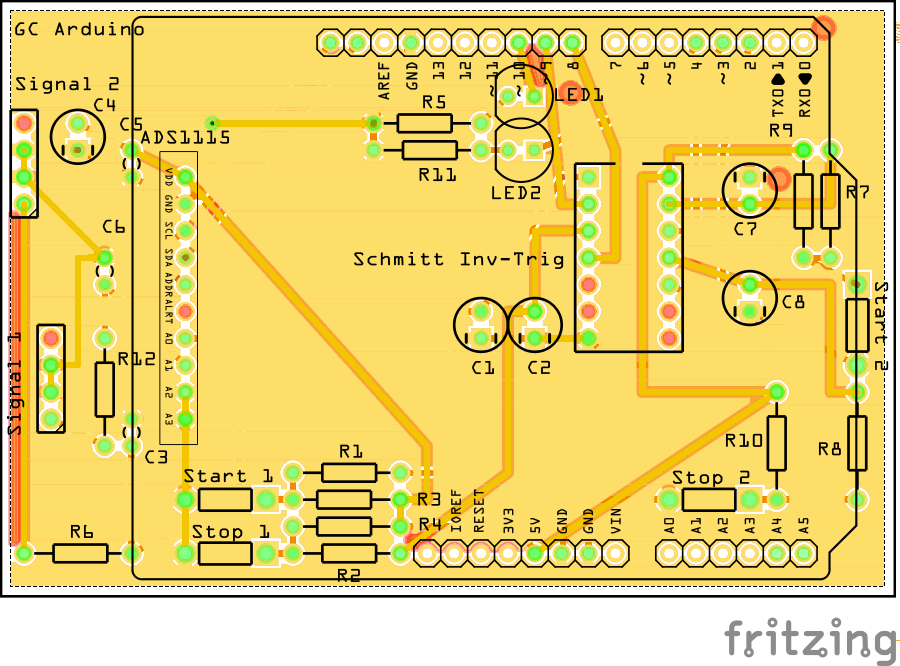 GC Arduino
Signal 2
C4
C5
ADS1115
AREF
GND
13
12
~11
~10
~9
8
7
~6
~5
4
~3
2
TX0 1
RX0 0
LED1
R5
R11
LED2
R9
R7
C7
C6
VDD
GND
SCL
SDA
ADDR
ALRT
A0
A1
A2
A3
Schmitt Inv-Trig
C8
Start 2
C1
C2
Signal 1
R12
C3
R10
R8
R1
Start 1
R3
Stop 2
R4
Stop 1
R6
R2
IOREF
RESET
3V3
5V
GND
GND
VIN
A0
A1
A2
A3
A4
A5
fritzing